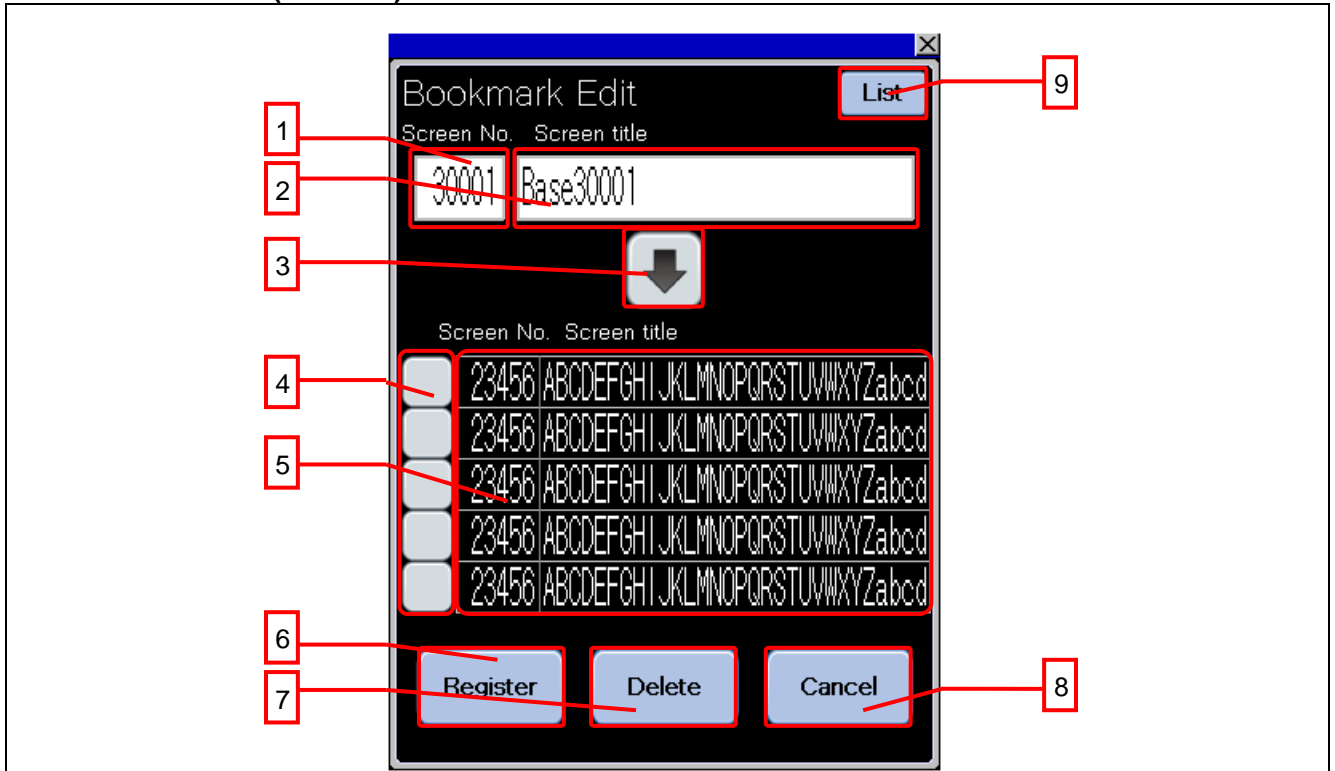 Bookmark Edit
List
9
1
Screen No. Screen title
2
30001 Base30001
3
Screen No. Screen title
4
23456 ABCDEFGHIJKLMNOPQRSTUVWXYZabcd
23456 ABCDEFGHIJKLMNOPQRSTUVWXYZabcd
5
23456 ABCDEFGHIJKLMNOPQRSTUVWXYZabcd
23456 ABCDEFGHIJKLMNOPQRSTUVWXYZabcd
23456 ABCDEFGHIJKLMNOPQRSTUVWXYZabcd
6
7
Register
Delete
Cancel
8